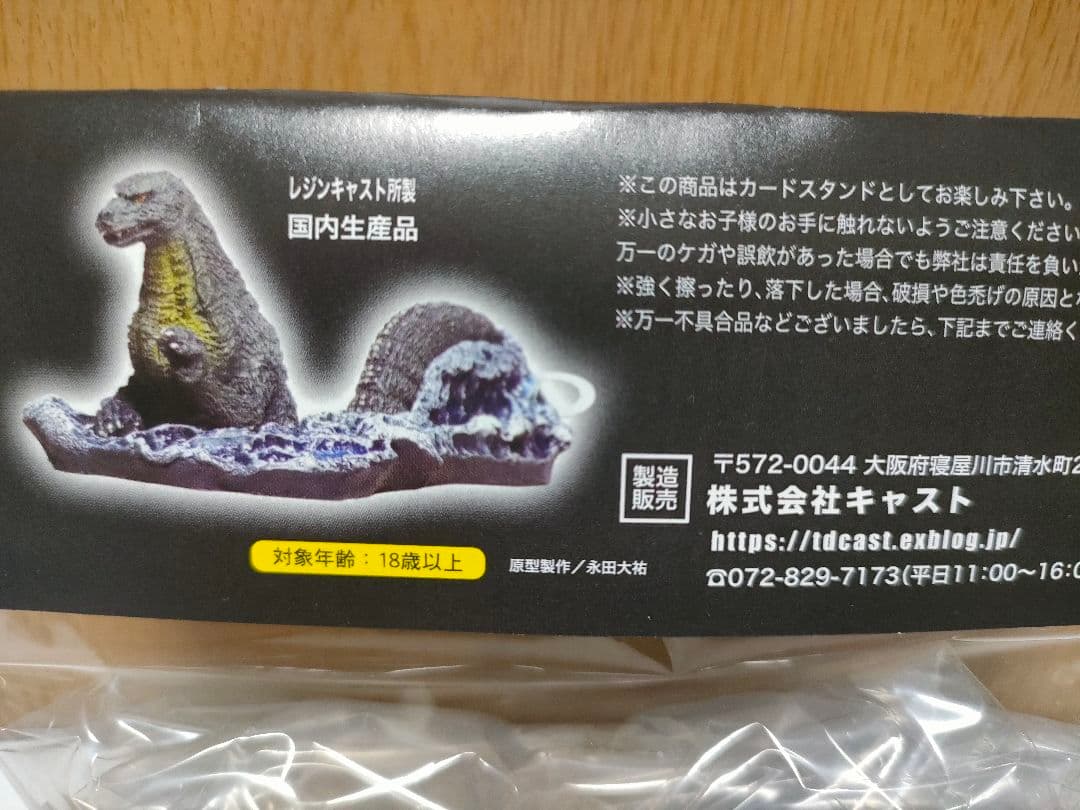 レジンキャスト所製
国内生産品
※この商品はカードスタンドとしてお楽しみ下さい。
※小さなお子様のお手に触れないようご注意ください
万一のケガや誤飲があった場合でも弊社は責任を負い
※強く擦ったり、落下した場合、破損や色禿げの原因と
※万一不具合品などございましたら、下記までご連絡く
製造
販売
〒572-0044 大阪府寝屋川市清水町2
株式会社キャスト
https://tdcast.exblog.jp/
☎072-829-7173(平日11:00〜16:0
対象年齢:18歳以上
原型製作/永田大祐